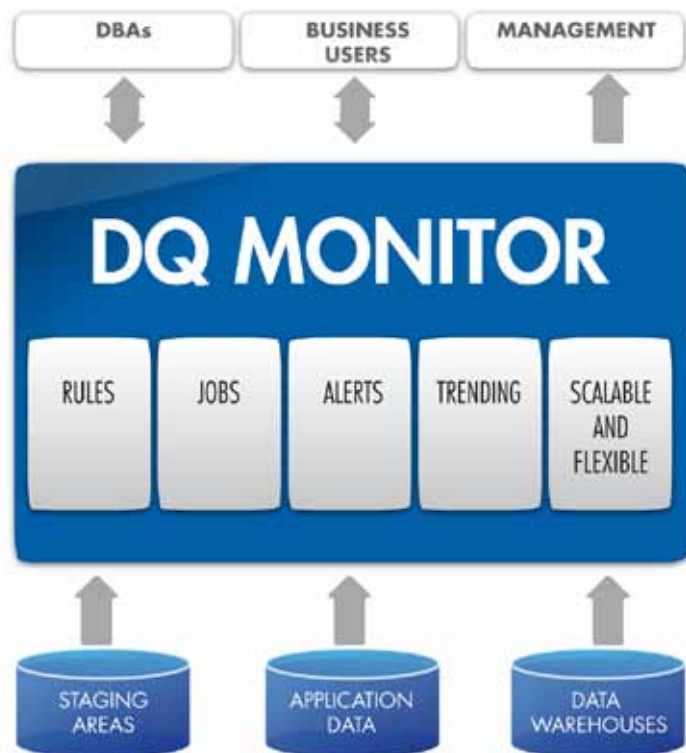 DBAs
BUSINESS
USERS
MANAGEMENT
DQ MONITOR
RULES
JOBS
ALERTS
TRENDING
SCALABLE
AND
FLEXIBLE
STAGING
AREAS
APPLICATION
DATA
DATA
WAREHOUSES